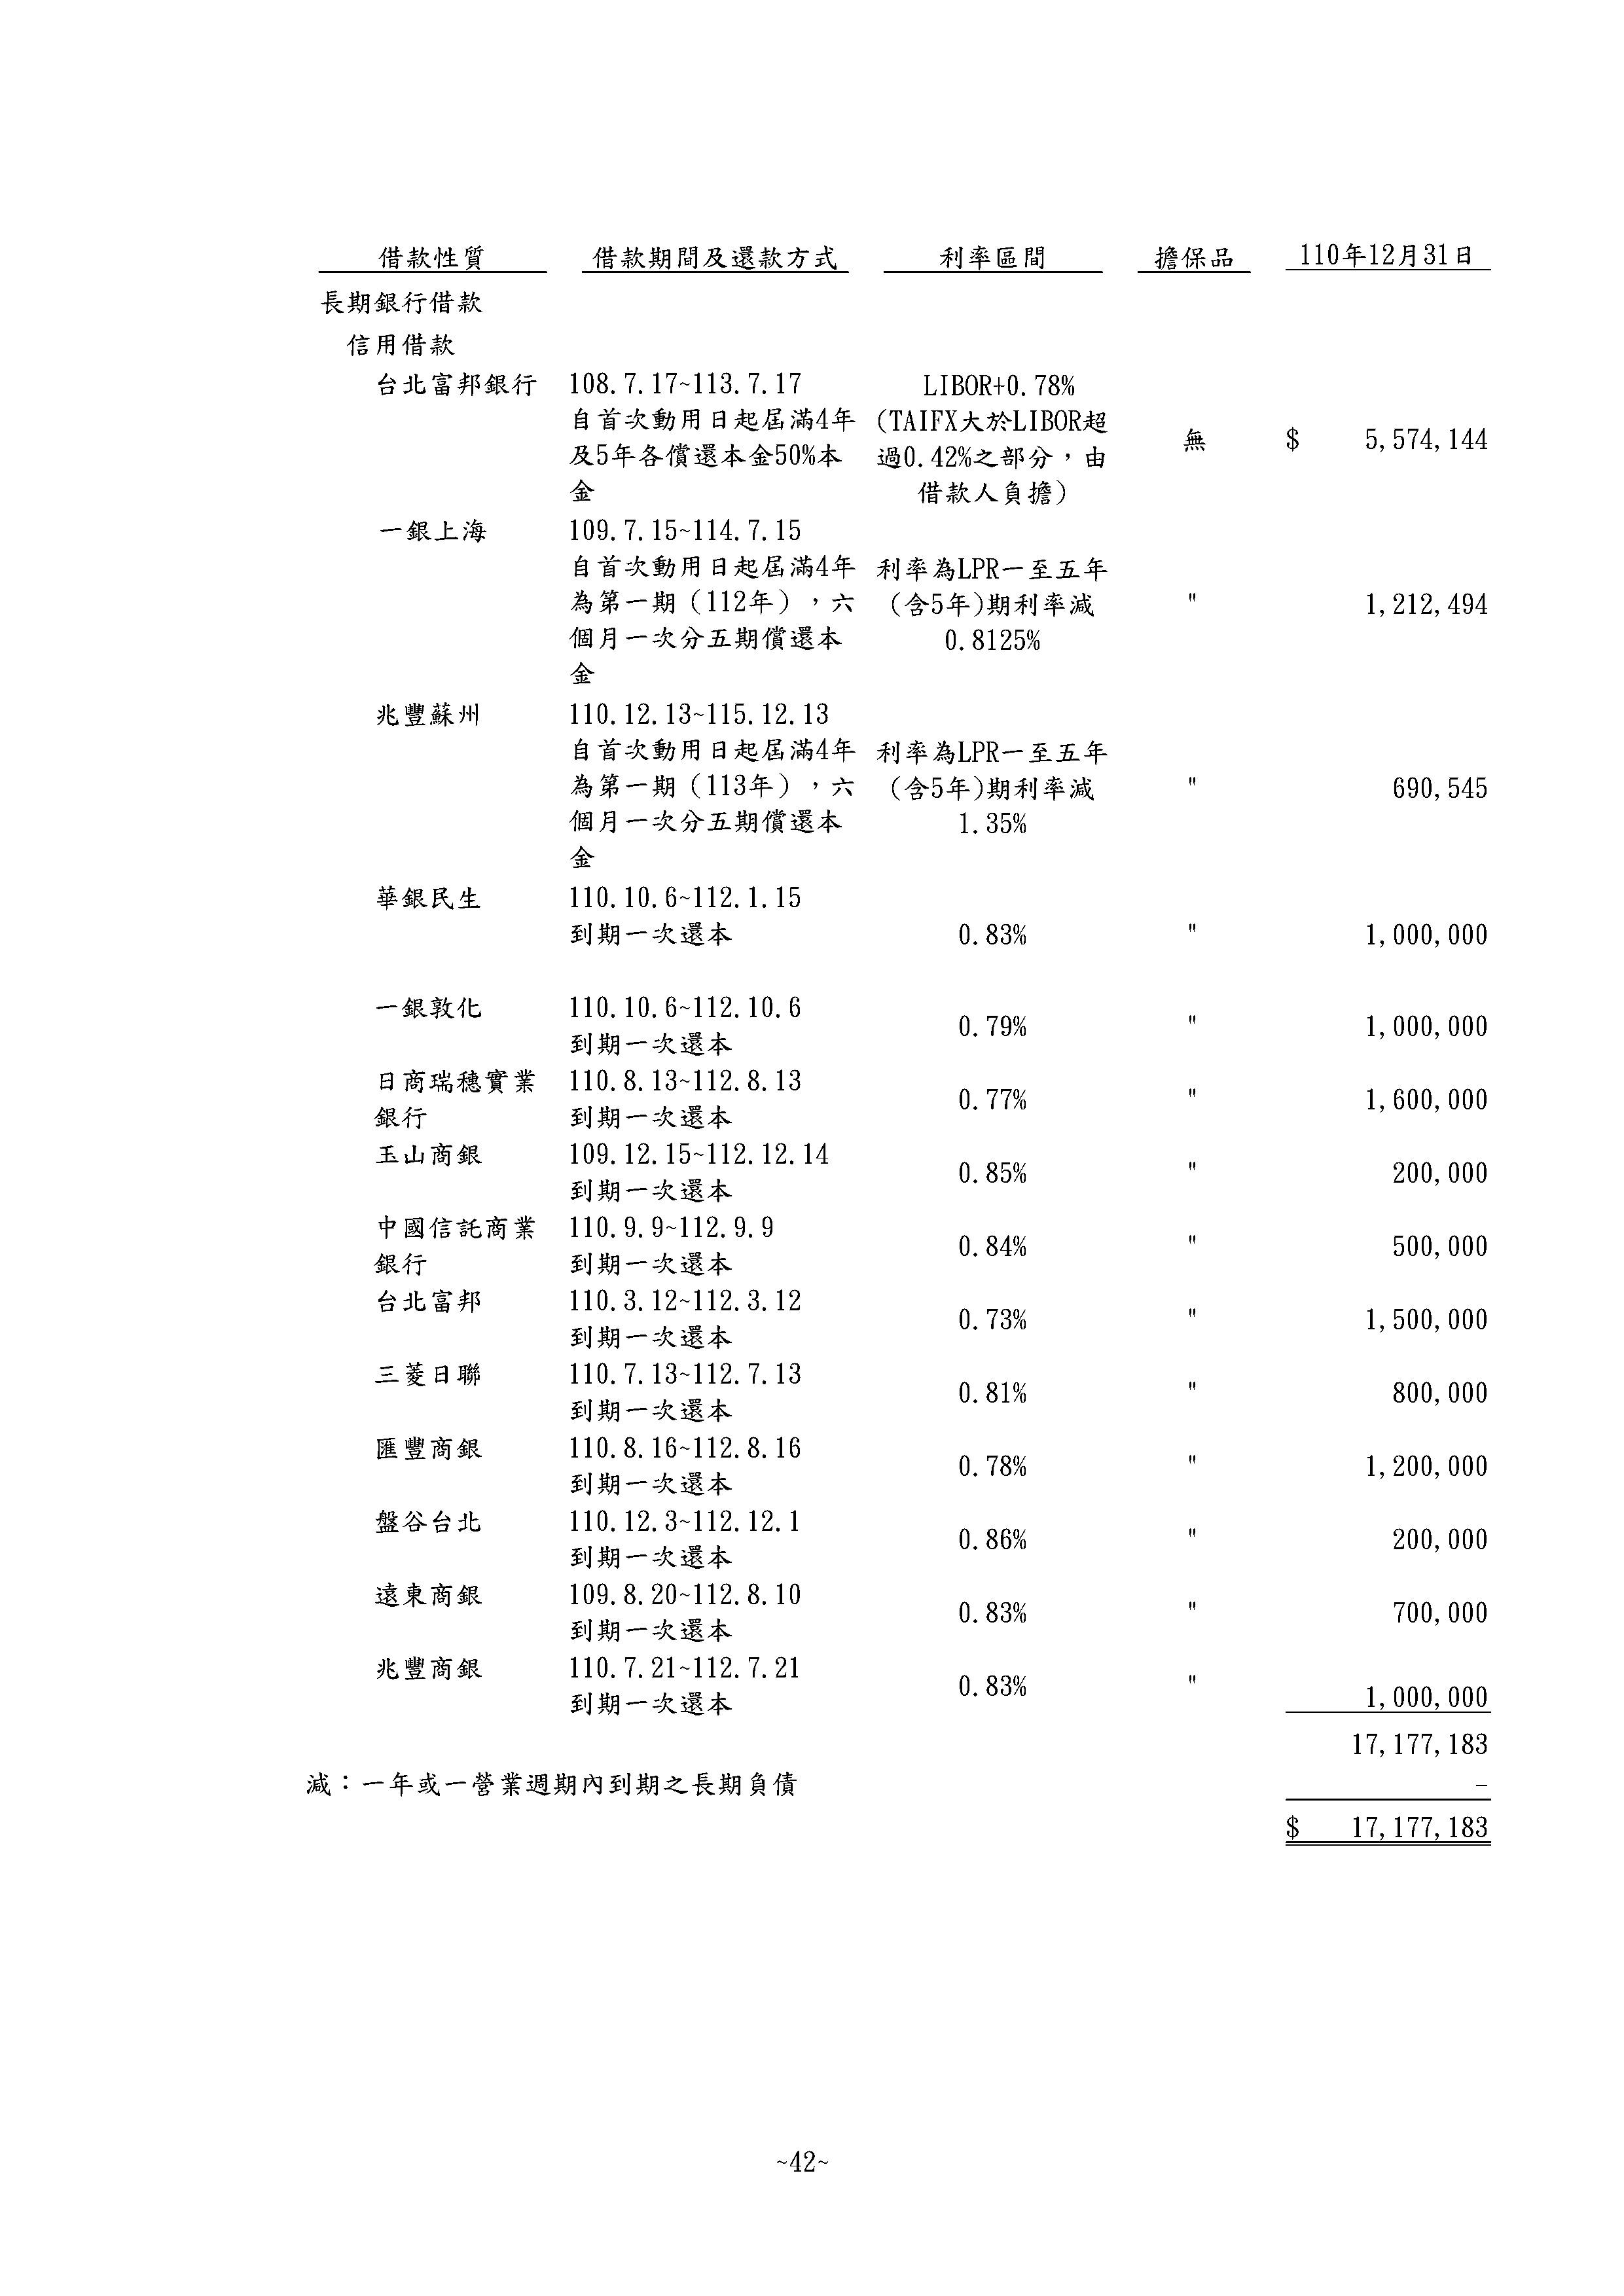 借款性質 借款期間及還款方式 利率區間 擔保品 110年12月31日
長期銀行借款
信用借款
台北富邦銀行 108.7.17~113.7.17 LIBOR+0.78%
自首次動用日起屆滿4年 (TAIFX大於LIBOR超
無 $ 5,574,144
及5年各償還本金50%本 過0.42%之部分，由
金 借款人負擔)
一銀上海 109.7.15~114.7.15
自首次動用日起屆滿4年 利率為LPR一至五年
為第一期（112年），六 (含5年)期利率減 " 1,212,494
個月一次分五期償還本 0.8125%
金
兆豐蘇州 110.12.13~115.12.13
自首次動用日起屆滿4年 利率為LPR一至五年
為第一期（113年），六 (含5年)期利率減 " 690,545
個月一次分五期償還本 1.35%
金
華銀民生 110.10.6~112.1.15
到期一次還本 0.83% " 1,000,000
一銀敦化 110.10.6~112.10.6
0.79% " 1,000,000
到期一次還本
日商瑞穗實業 110.8.13~112.8.13
0.77% " 1,600,000
銀行 到期一次還本
玉山商銀 109.12.15~112.12.14
0.85% " 200,000
到期一次還本
中國信託商業 110.9.9~112.9.9
0.84% " 500,000
銀行 到期一次還本
台北富邦 110.3.12~112.3.12
0.73% " 1,500,000
到期一次還本
三菱日聯 110.7.13~112.7.13
0.81% " 800,000
到期一次還本
匯豐商銀 110.8.16~112.8.16
0.78% " 1,200,000
到期一次還本
盤谷台北 110.12.3~112.12.1
0.86% " 200,000
到期一次還本
遠東商銀 109.8.20~112.8.10
0.83% " 700,000
到期一次還本
兆豐商銀 110.7.21~112.7.21
0.83% " 1,000,000
到期一次還本
17,177,183
減：一年或一營業週期內到期之長期負債 -
$ 17,177,183
~42~